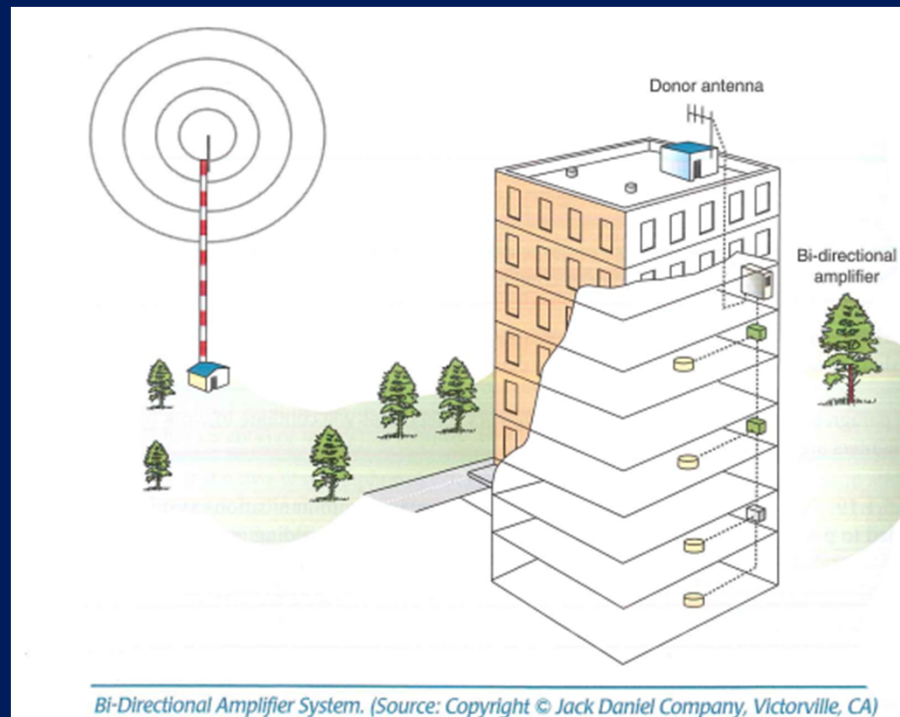 Donor antenna
Bi-directional
amplifier
Bi-Directional Amplifier System. (Source: Copyright © Jack Daniel Company, Victorville, CA)